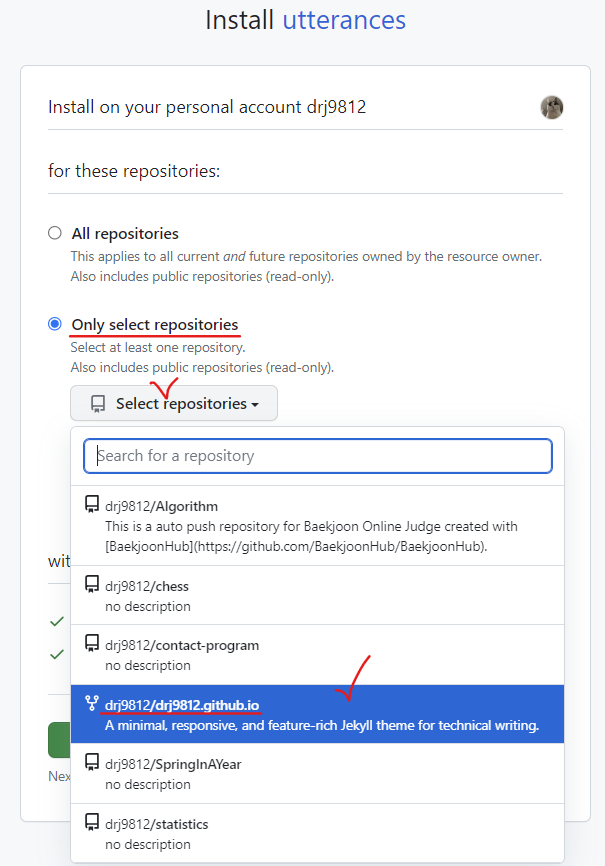 Install utterances
Install on your personal account drj9812
for these repositories:
All repositories
This applies to all current and future repositories owned by the resource owner.
Also includes public repositories (read-only).
Only select repositories
Select at least one repository.
Also includes public repositories (read-only).
Select repositories
Search for a repository
drj9812/Algorithm
This is a auto push repository for Baekjoon Online Judge created with
[BaekjoonHub](https://github.com/BaekjoonHub/BaekjoonHub).
wit
drj9812/chess
no description
drj9812/contact-program
no description
drj9812/drj9812.github.io
A minimal, responsive, and feature-rich Jekyll theme for technical writing.
drj9812/SpringInAYear
Nex
no description
drj9812/statistics
no description